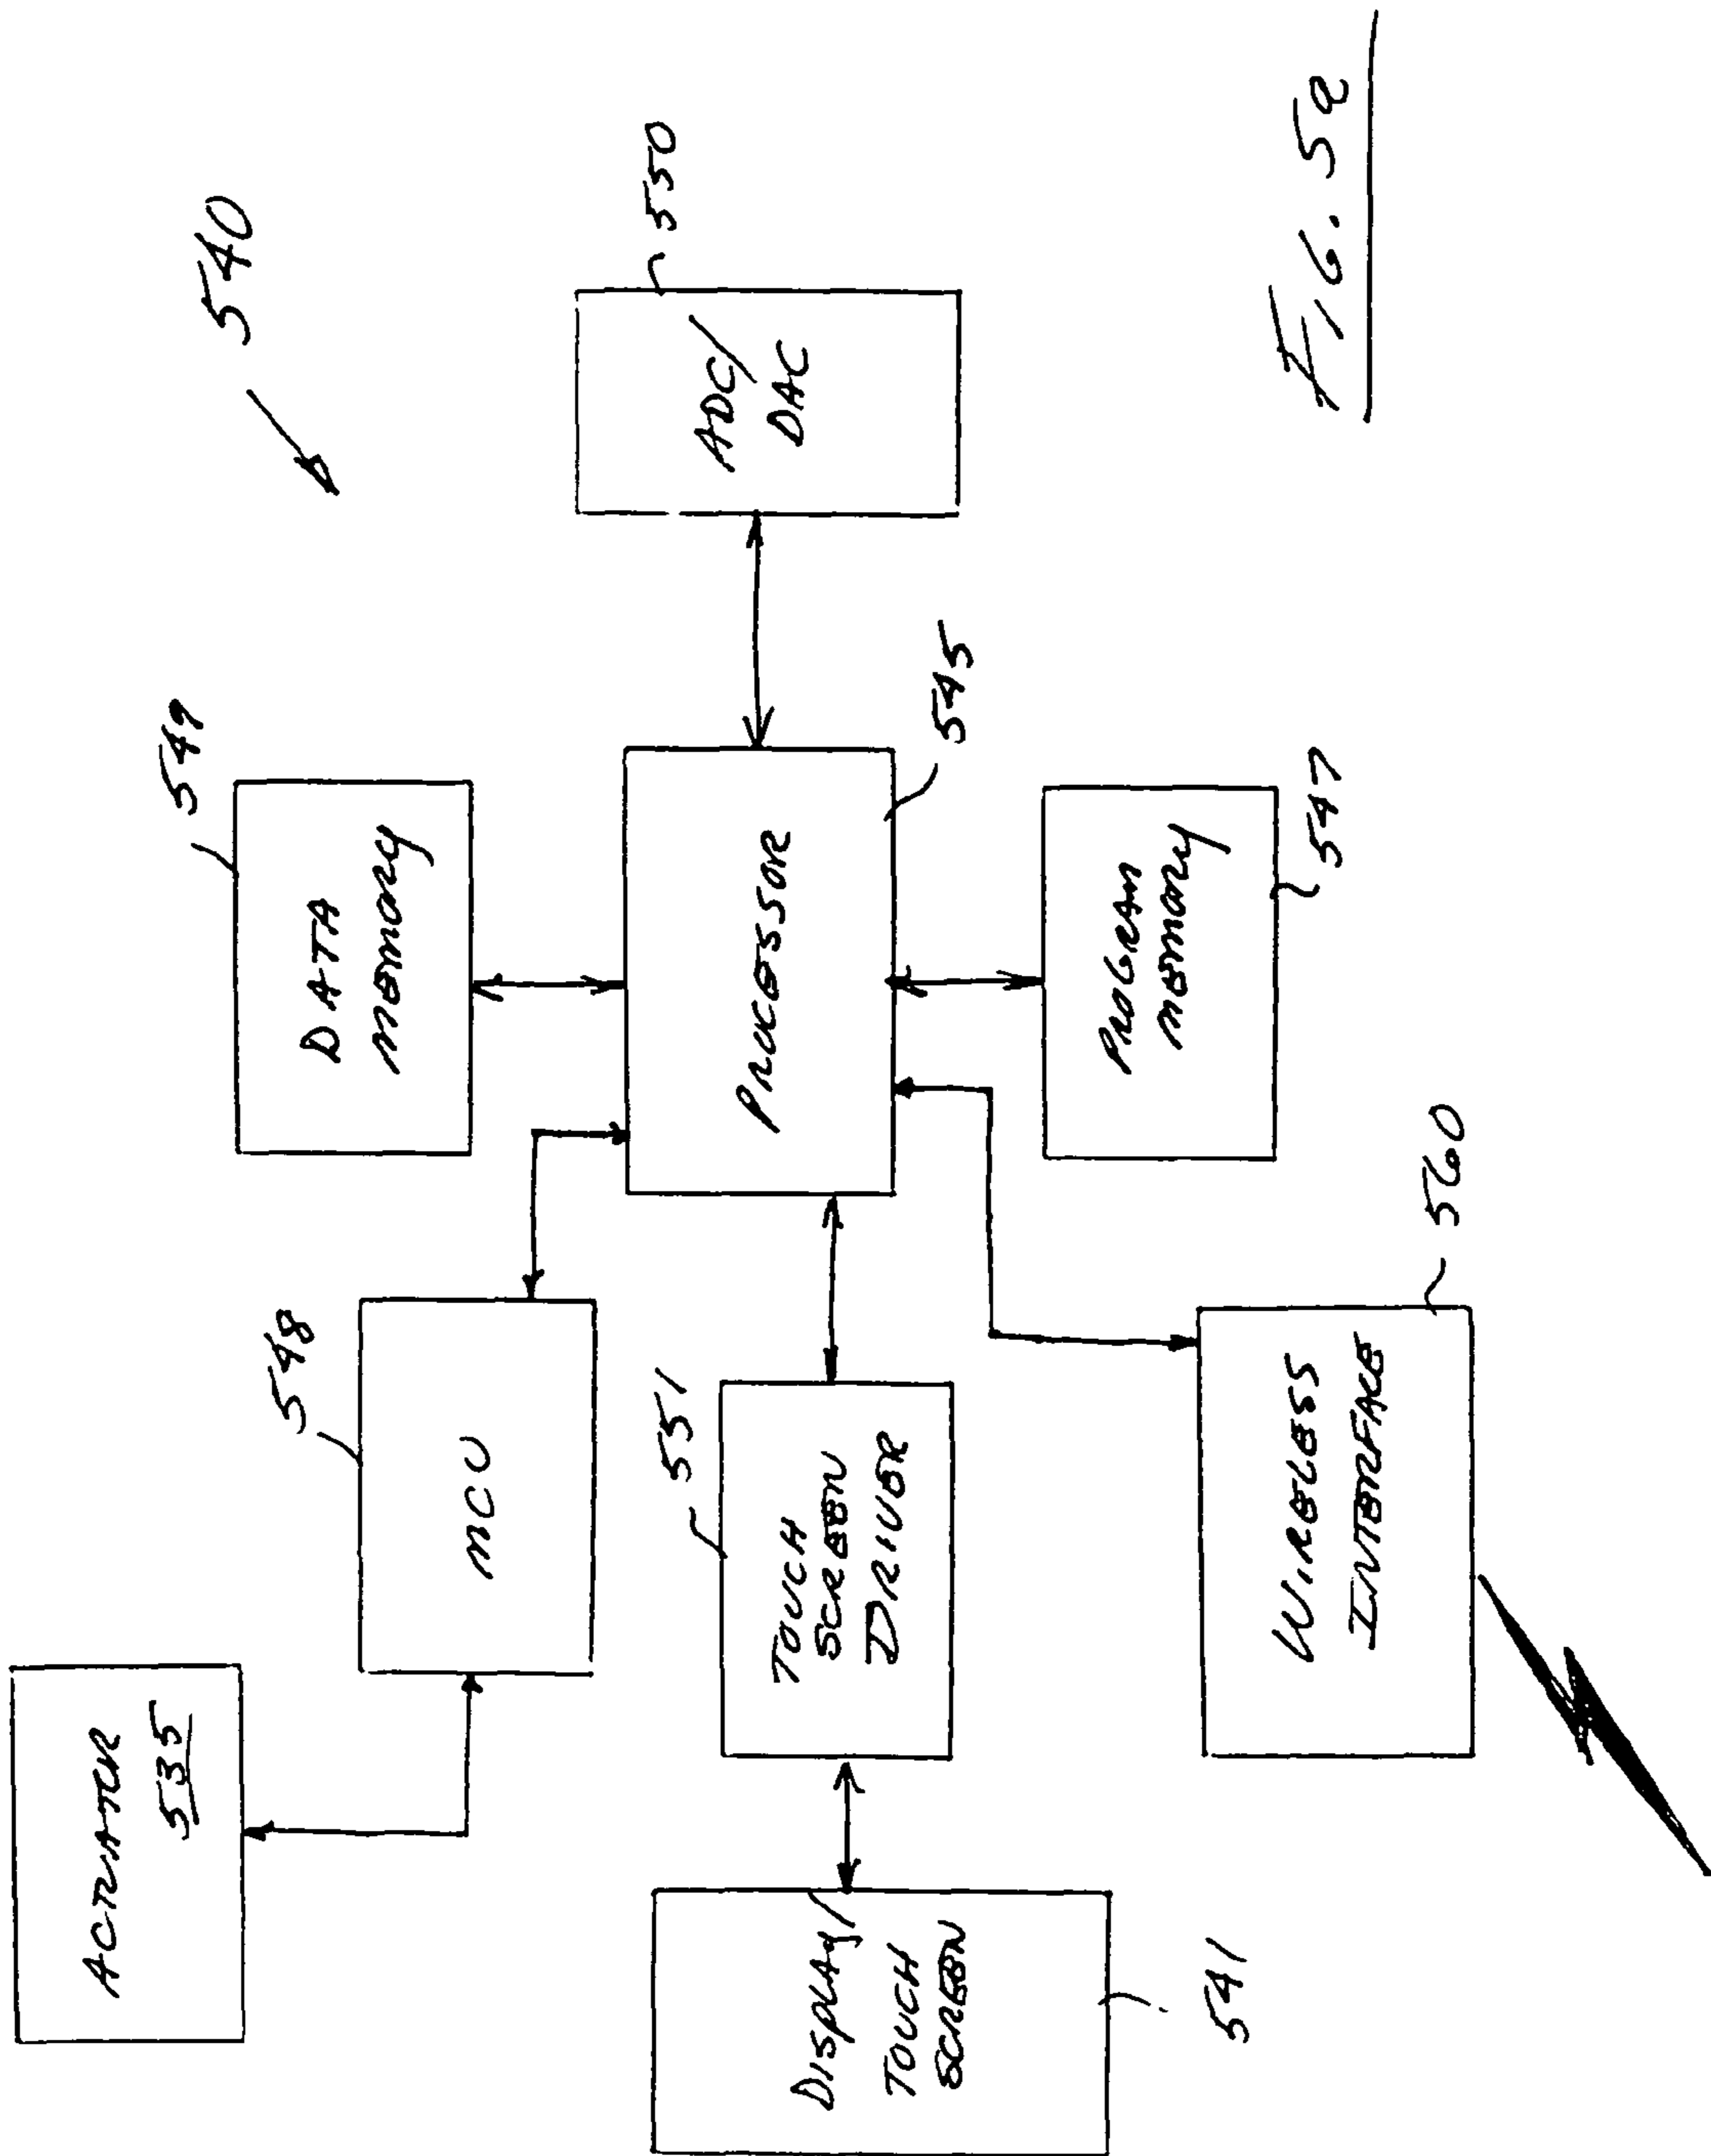 ACTUATOR
535
549
540
548
DATA
MEMORY
MCU
551
550
DISPLAY/
TOUCH
SCREEN
TOUCH
SCREEN
DRIVER
PROCESSOR
ADC/
DAC
545
541
PROGRAM
MEMORY
547
WIRELESS
INTERFACE
560
FIG. 5e